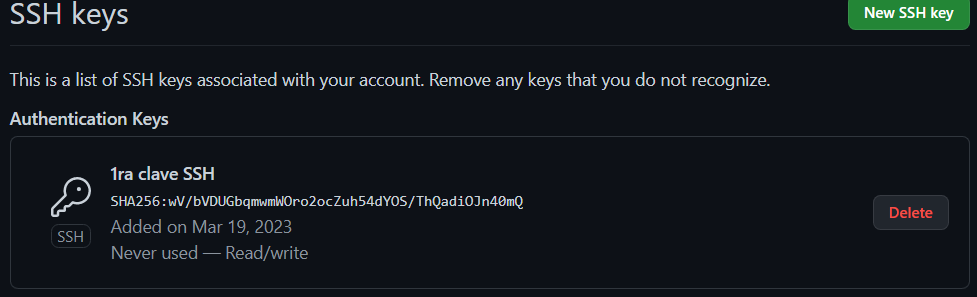 SSH keys
New SSH key
This is a list of SSH keys associated with your account. Remove any keys that you do not recognize.
Authentication Keys
1ra clave SSH
SHA256:wV/bVDUGbqmwmWOro2ocZuh54dYOS/ThQadiOJn40mQ
SSH
Added on Mar 19, 2023
Never used — Read/write
Delete